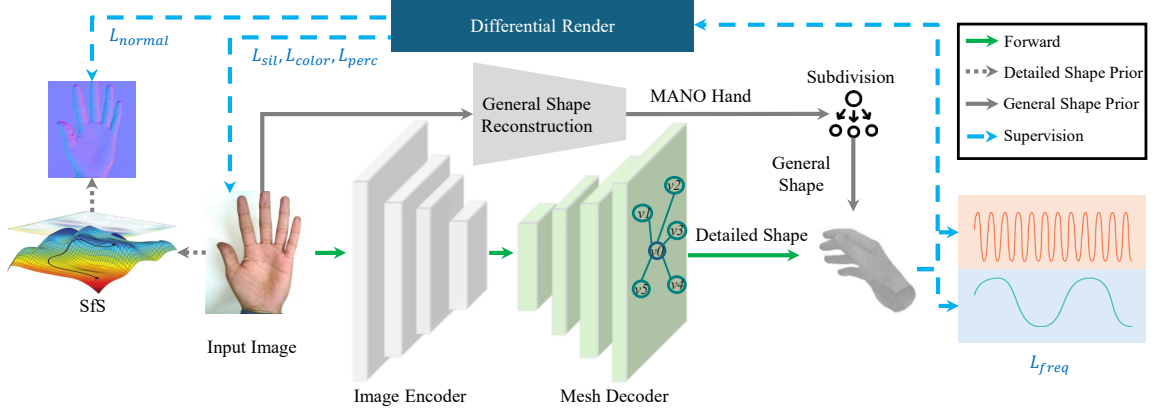 Differential Render
L_normal
L_sil, L_color, L_perc
Forward
Detailed Shape Prior
General Shape Prior
Supervision
General Shape
Reconstruction
MANO Hand
Subdivision
General
Shape
v2
v1
v3
v0
v5
v4
Detailed Shape
SfS
Input Image
Image Encoder
Mesh Decoder
L_freq